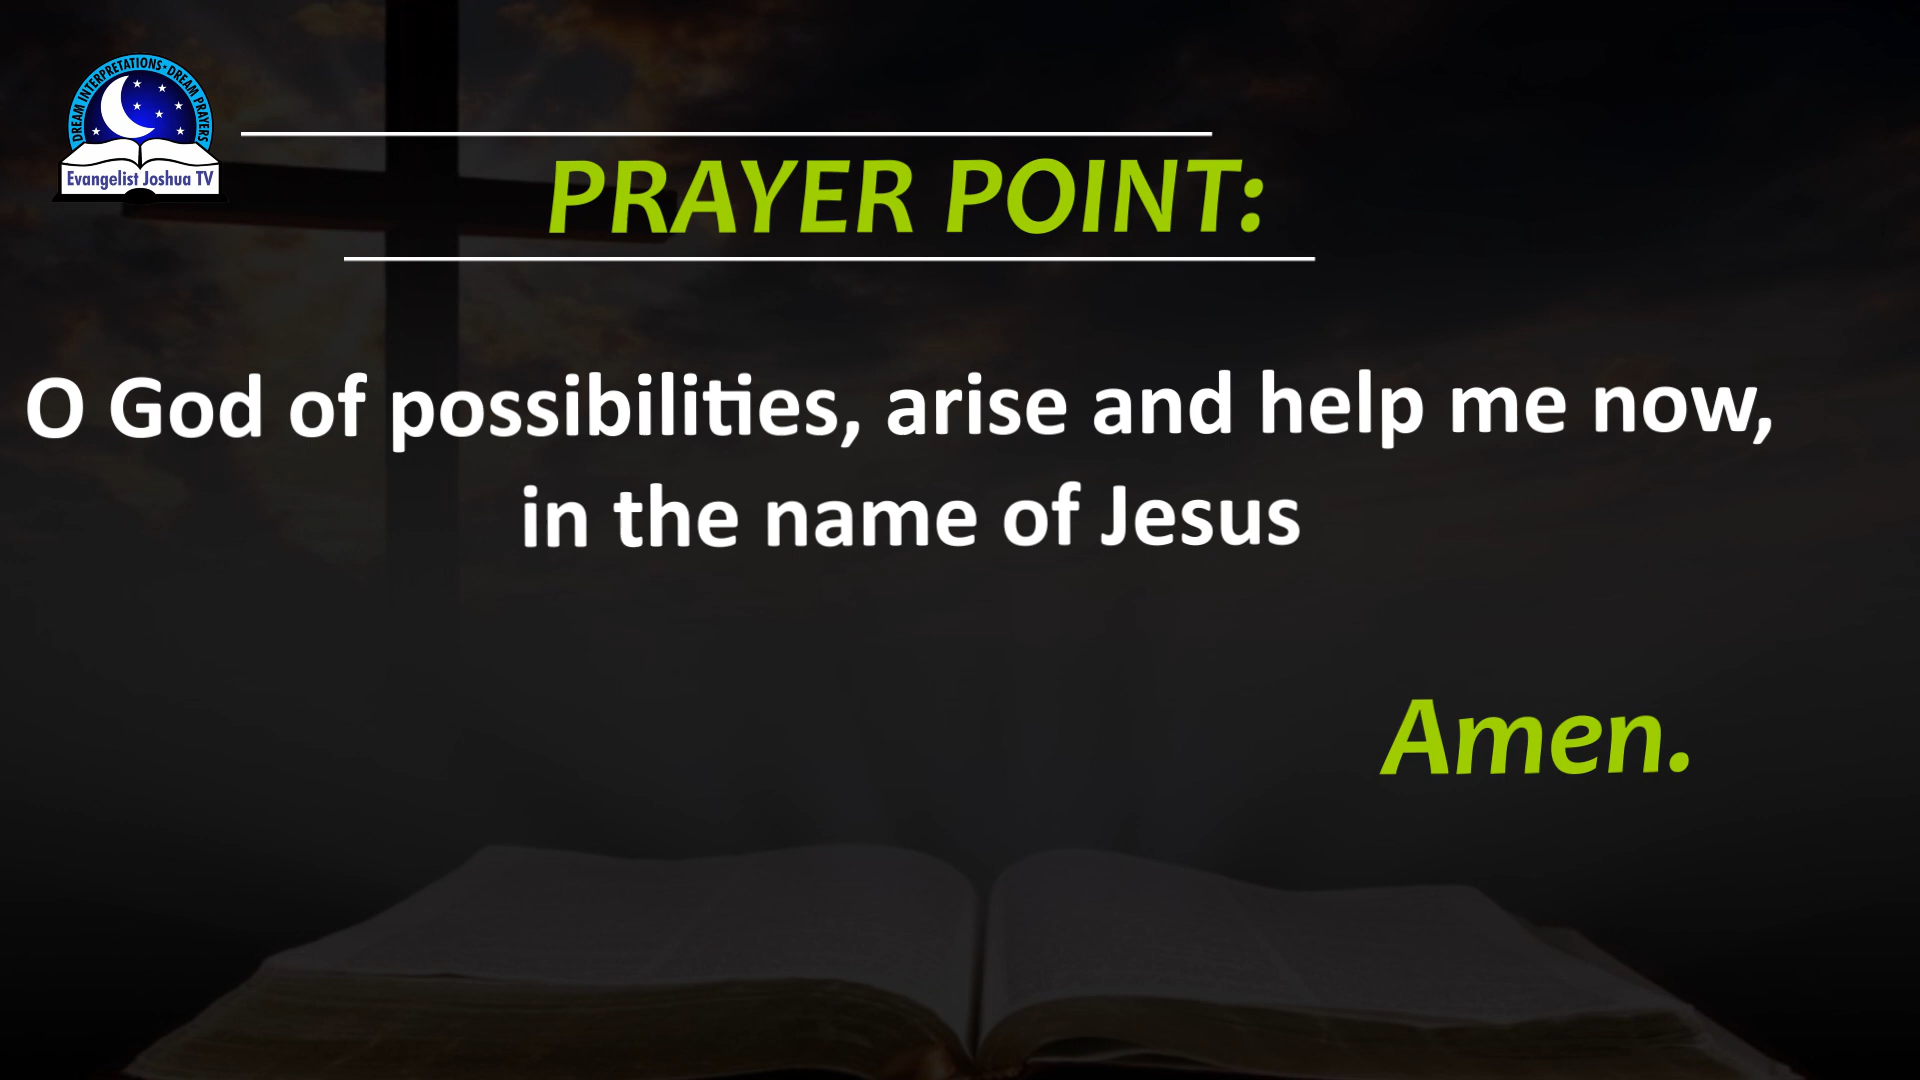 DREAM INTERPRETATIONS • DREAM PRAYERS
Evangelist Joshua TV
PRAYER POINT:
O God of possibilities, arise and help me now,
in the name of Jesus
Amen.